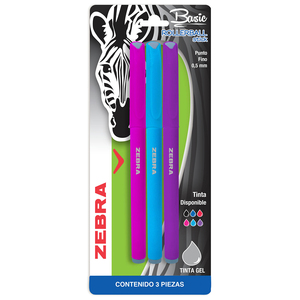 Basic
ROLLERBALL
stick
Punto
Fino
0,5 mm
ZEBRA
ZEBRA
ZEBRA
ZEBRA
Tinta
Disponible
TINTA GEL
CONTENIDO 3 PIEZAS